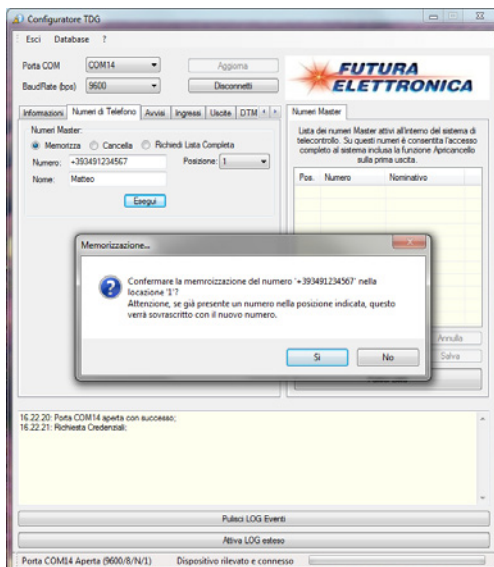 Configuratore TDG
Esci Database ?
Porta COM COM14 Aggiorna
BaudRate (bps) 9600 Disconnetti
FUTURA
ELETTRONICA
Informazioni Numeri di Telefono Avvisi Ingressi Uscite DTM
Numeri Master
Numeri Master:
Memorizza Cancella Richiedi Lista Completa
Numero: +393491234567 Posizione: 1
Nome: Matteo
Esegui
Lista dei numeri Master attivi all'interno del sistema di
telecontrollo. Su questi numeri è consentita l'accesso
completo al sistema inclusa la funzione Apricancello
sulla prima uscita.
Pos. Numero Nominativo
Memorizzazione...
Confermare la memroizzazione del numero '+393491234567' nella
locazione '1'?
Attenzione, se già presente un numero nella posizione indicata, questo
verrà sovrascritto con il nuovo numero.
Si No
Annulla
Salva
16.22.20: Porta COM14 aperta con successo;
16.22.21: Richiesta Credenziali:
Pulisci LOG Eventi
Attiva LOG esteso
Porta COM14 Aperta (9600/8/N/1) Dispositivo rilevato e connesso